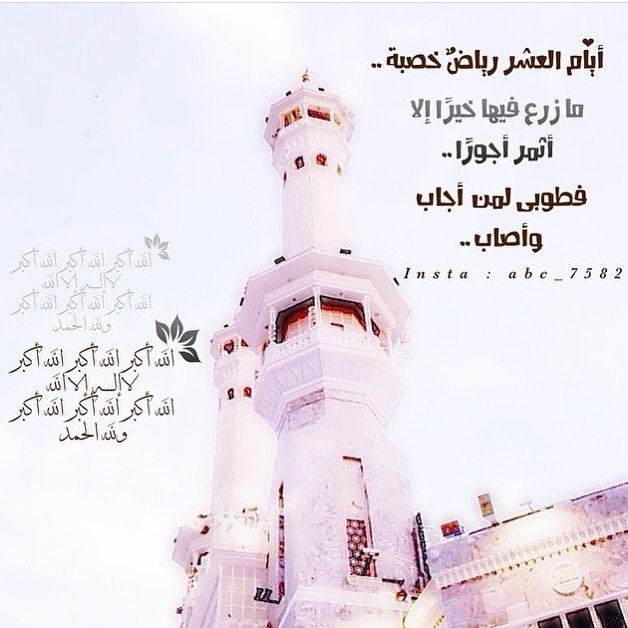 أيام العشر رياضٌ خصبة ..
ما زرع فيها خيرًا إلا
أثمر أجورًا ..
فطوبى لمن أجاب
وأصاب ..
Insta : abc_7582
الله أكبر الله أكبر الله أكبر
لا إله إلا الله
الله أكبر الله أكبر الله أكبر
ولله الحمد
الله أكبر الله أكبر الله أكبر
لا إله إلا الله
الله أكبر الله أكبر الله أكبر
ولله الحمد